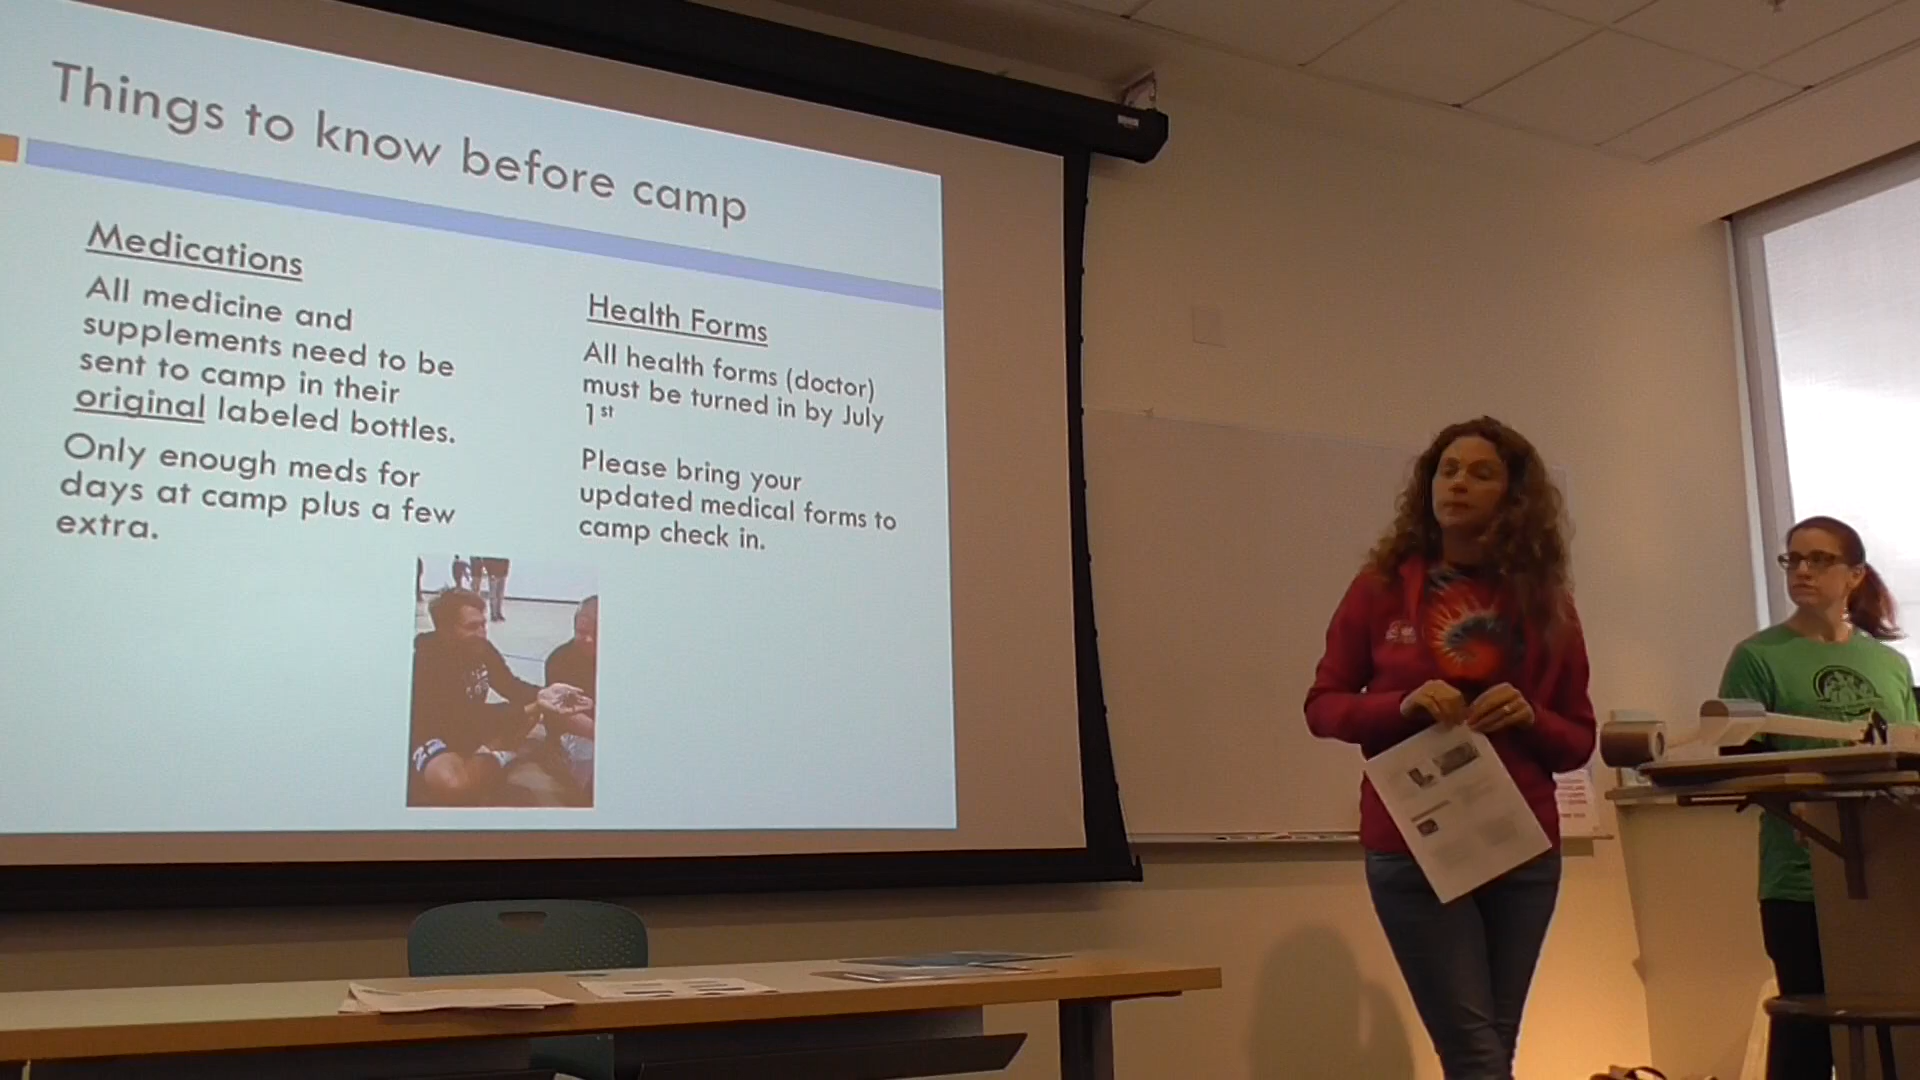 Things to know before camp
Medications
All medicine and
supplements need to be
sent to camp in their
original labeled bottles.
Only enough meds for
days at camp plus a few
extra.
Health Forms
All health forms (doctor)
must be turned in by July
1st
Please bring your
updated medical forms to
camp check in.